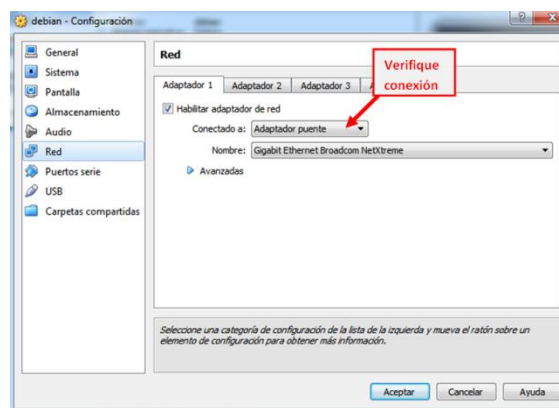 debian - Configuración
General
Sistema
Pantalla
Almacenamiento
Audio
Red
Puertos serie
USB
Carpetas compartidas
Red
Adaptador 1
Adaptador 2
Adaptador 3
Verifique
conexión
Habilitar adaptador de red
Conectado a: Adaptador puente
Nombre: Gigabit Ethernet Broadcom NetXtreme
Avanzadas
Seleccione una categoría de configuración de la lista de la izquierda y mueva el ratón sobre un
elemento de configuración para obtener más información.
Aceptar
Cancelar
Ayuda